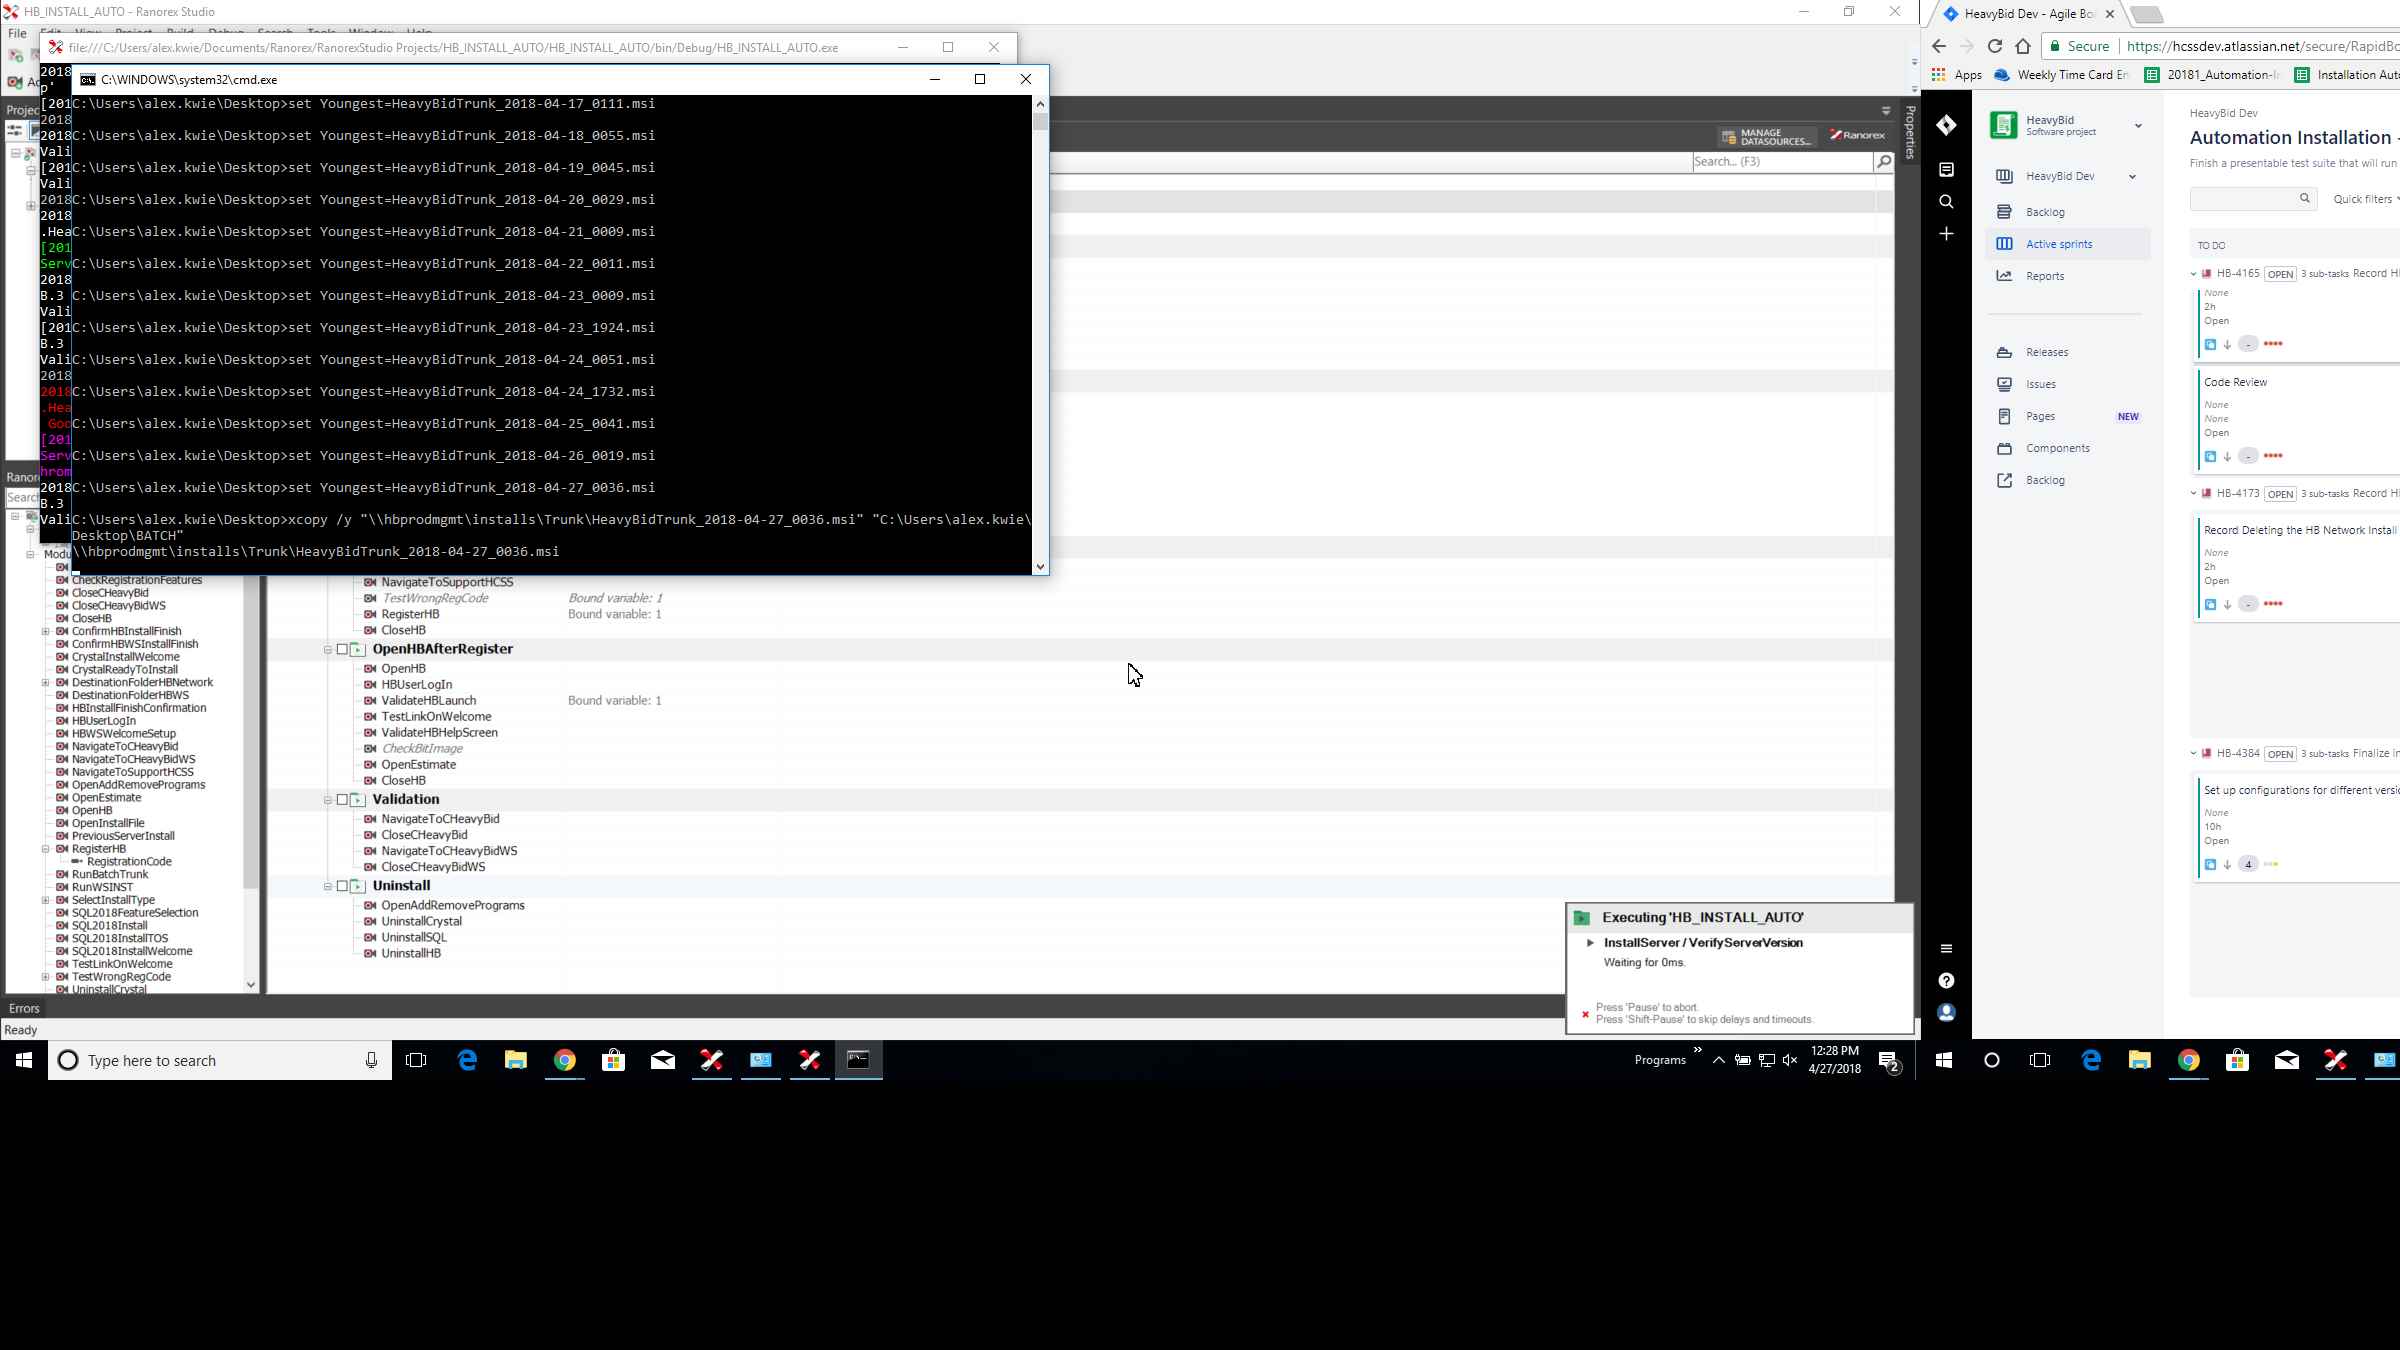 HB_INSTALL_AUTO - Ranorex Studio
File
file:///C:/Users/alex.kwie/Documents/Ranorex/RanorexStudio Projects/HB_INSTALL_AUTO/HB_INSTALL_AUTO/bin/Debug/HB_INSTALL_AUTO.exe
C:\WINDOWS\system32\cmd.exe
C:\Users\alex.kwie\Desktop>set Youngest=HeavyBidTrunk_2018-04-17_0111.msi
C:\Users\alex.kwie\Desktop>set Youngest=HeavyBidTrunk_2018-04-18_0055.msi
C:\Users\alex.kwie\Desktop>set Youngest=HeavyBidTrunk_2018-04-19_0045.msi
C:\Users\alex.kwie\Desktop>set Youngest=HeavyBidTrunk_2018-04-20_0029.msi
C:\Users\alex.kwie\Desktop>set Youngest=HeavyBidTrunk_2018-04-21_0009.msi
C:\Users\alex.kwie\Desktop>set Youngest=HeavyBidTrunk_2018-04-22_0011.msi
C:\Users\alex.kwie\Desktop>set Youngest=HeavyBidTrunk_2018-04-23_0009.msi
C:\Users\alex.kwie\Desktop>set Youngest=HeavyBidTrunk_2018-04-23_1924.msi
C:\Users\alex.kwie\Desktop>set Youngest=HeavyBidTrunk_2018-04-24_0051.msi
C:\Users\alex.kwie\Desktop>set Youngest=HeavyBidTrunk_2018-04-24_1732.msi
C:\Users\alex.kwie\Desktop>set Youngest=HeavyBidTrunk_2018-04-25_0041.msi
C:\Users\alex.kwie\Desktop>set Youngest=HeavyBidTrunk_2018-04-26_0019.msi
C:\Users\alex.kwie\Desktop>set Youngest=HeavyBidTrunk_2018-04-27_0036.msi
C:\Users\alex.kwie\Desktop>xcopy /y "\\hbprodmgmt\installs\Trunk\HeavyBidTrunk_2018-04-27_0036.msi" "C:\Users\alex.kwie\
Desktop\BATCH"
\\hbprodmgmt\installs\Trunk\HeavyBidTrunk_2018-04-27_0036.msi
MANAGE
DATASOURCES...
Ranorex
Search... (F3)
Properties
CheckRegistrationFeatures
CloseCHeavyBid
CloseCHeavyBidWS
CloseHB
ConfirmHBInstallFinish
ConfirmHBWSInstallFinish
CrystalInstallWelcome
CrystalReadyToInstall
DestinationFolderHBNetwork
DestinationFolderHBWS
HBInstallFinishConfirmation
HBUserLogIn
HBWSWelcomeSetup
NavigateToCHeavyBid
NavigateToCHeavyBidWS
NavigateToSupportHCSS
OpenAddRemovePrograms
OpenEstimate
OpenHB
OpenInstallFile
PreviousServerInstall
RegisterHB
RegistrationCode
RunBatchTrunk
RunWSINST
SelectInstallType
SQL2018FeatureSelection
SQL2018Install
SQL2018InstallTOS
SQL2018InstallWelcome
TestLinkOnWelcome
TestWrongRegCode
UninstallCrystal
NavigateToSupportHCSS
TestWrongRegCode Bound variable: 1
RegisterHB Bound variable: 1
CloseHB
OpenHBAfterRegister
OpenHB
HBUserLogIn
ValidateHBLaunch Bound variable: 1
TestLinkOnWelcome
ValidateHBHelpScreen
CheckBitImage
OpenEstimate
CloseHB
Validation
NavigateToCHeavyBid
CloseCHeavyBid
NavigateToCHeavyBidWS
CloseCHeavyBidWS
Uninstall
OpenAddRemovePrograms
UninstallCrystal
UninstallSQL
UninstallHB
Executing 'HB_INSTALL_AUTO'
InstallServer / VerifyServerVersion
Waiting for 0ms.
Press 'Pause' to abort.
Press 'Shift-Pause' to skip delays and timeouts.
Errors
Ready
Type here to search
Programs
12:28 PM
4/27/2018
2
HeavyBid Dev - Agile Bo
Secure
https://hcssdev.atlassian.net/secure/RapidBo
Apps
Weekly Time Card En
20181_Automation-I
Installation Aut
HeavyBid
Software project
HeavyBid Dev
Backlog
Active sprints
Reports
Releases
Issues
Pages NEW
Components
Backlog
HeavyBid Dev
Automation Installation -
Finish a presentable test suite that will run
Quick filters
TO DO
HB-4165 OPEN 3 sub-tasks Record H
None
2h
Open
-
Code Review
None
None
Open
-
HB-4173 OPEN 3 sub-tasks Record H
Record Deleting the HB Network Install
None
2h
Open
-
HB-4384 OPEN 3 sub-tasks Finalize in
Set up configurations for different versi
None
10h
Open
4